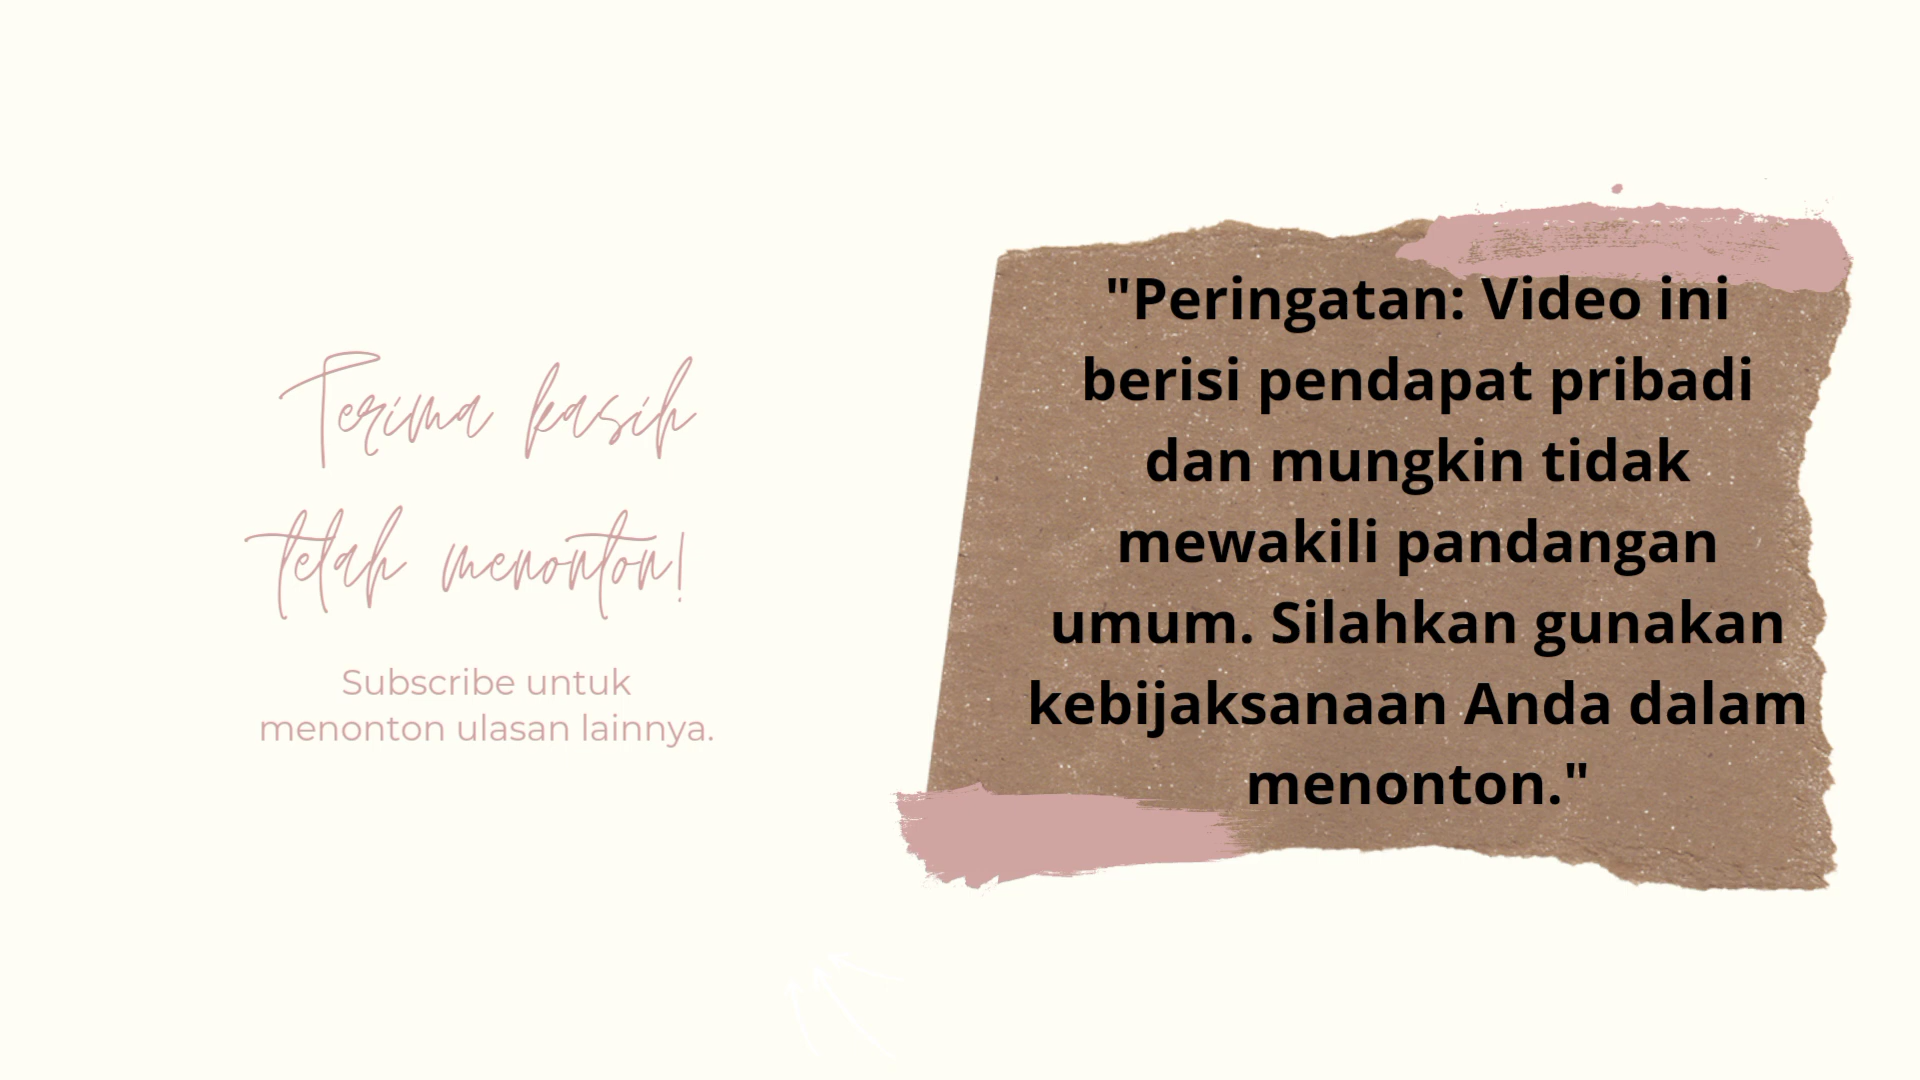 Terima kasih
telah menonton!
Subscribe untuk
menonton ulasan lainnya.
"Peringatan: Video ini
berisi pendapat pribadi
dan mungkin tidak
mewakili pandangan
umum. Silahkan gunakan
kebijaksanaan Anda dalam
menonton."